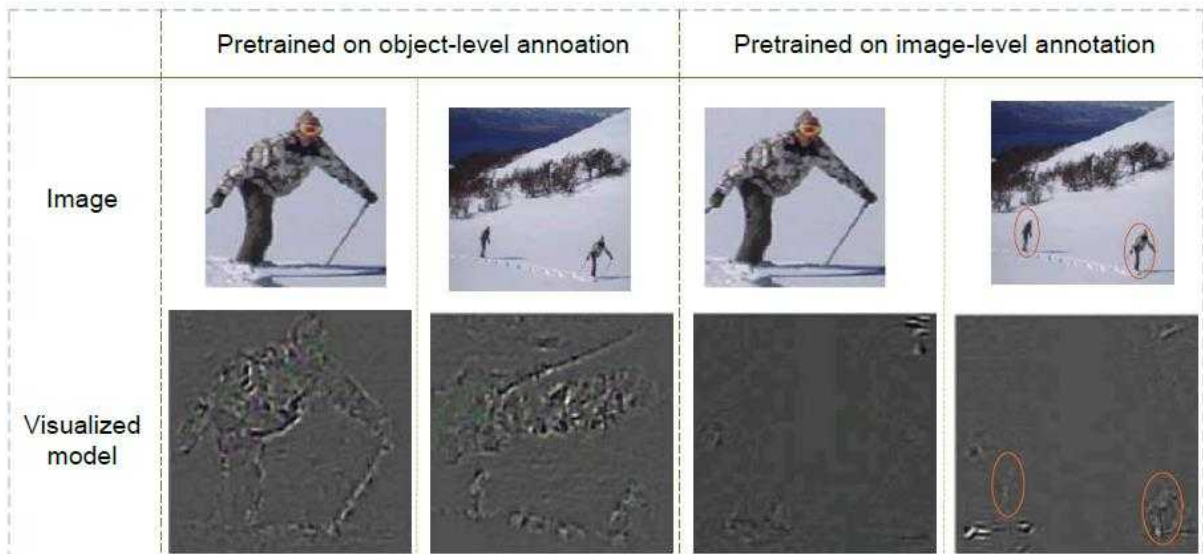 Pretrained on object-level annoation
Pretrained on image-level annotation
Image
Visualized
model